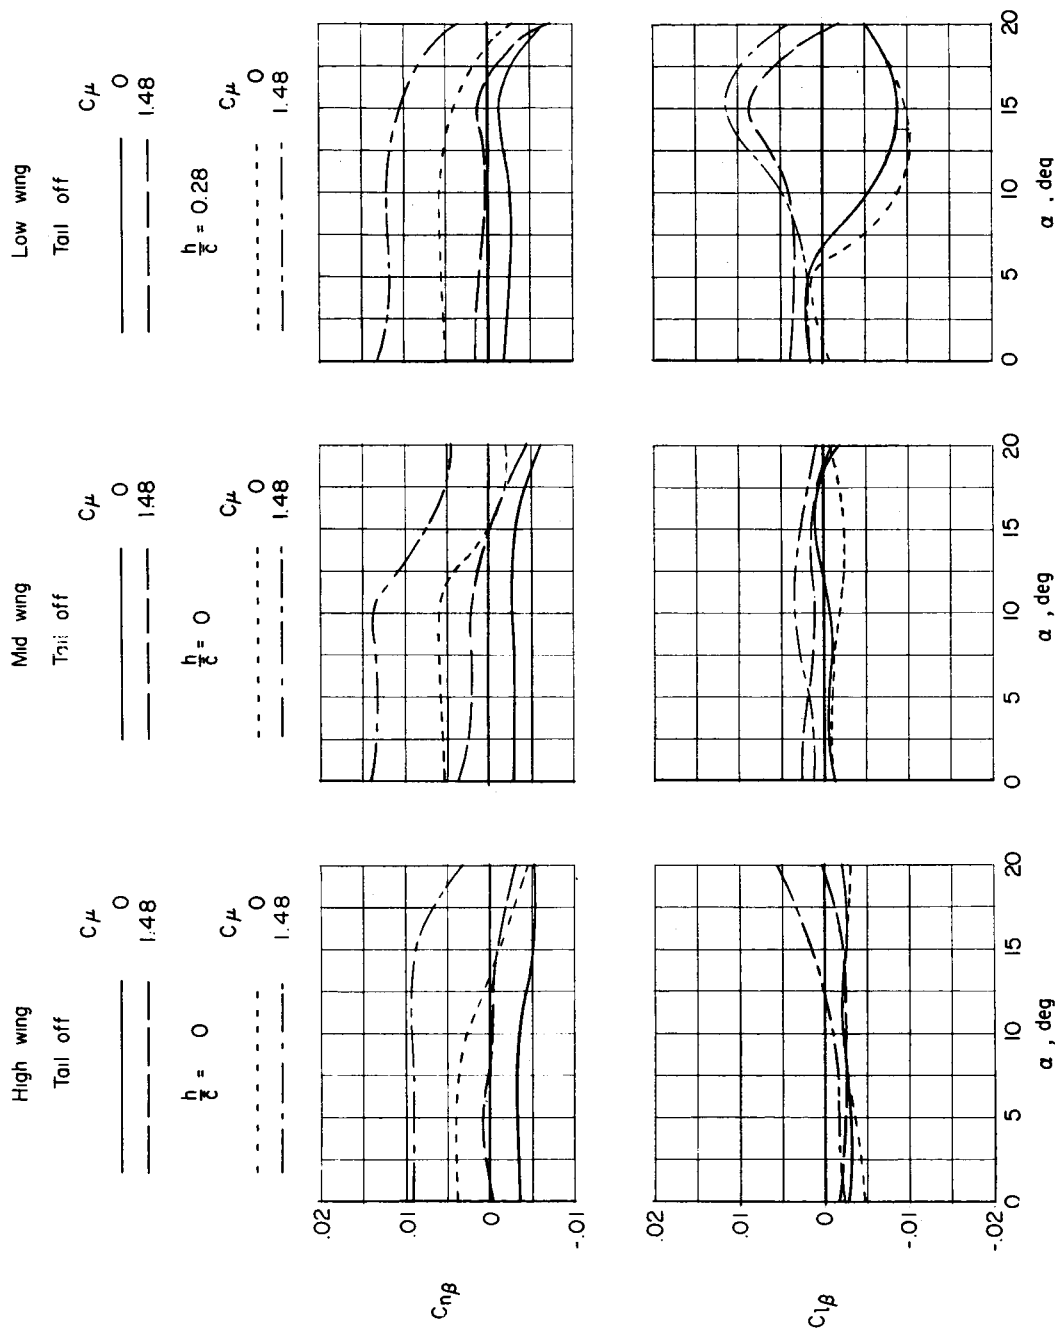 High wing
Tail off
Cμ
0
1.48
h/c̄ = 0
Cμ
0
1.48
Mid wing
Tail off
Cμ
0
1.48
h/c̄ = 0
Cμ
0
1.48
Low wing
Tail off
Cμ
0
1.48
h/c̄ = 0.28
Cμ
0
1.48
Cnβ
.02
.01
0
-.01
Clβ
.02
.01
0
-.01
-.02
0 5 10 15 20
α, deg
0 5 10 15 20
α, deg
0 5 10 15 20
α, deg